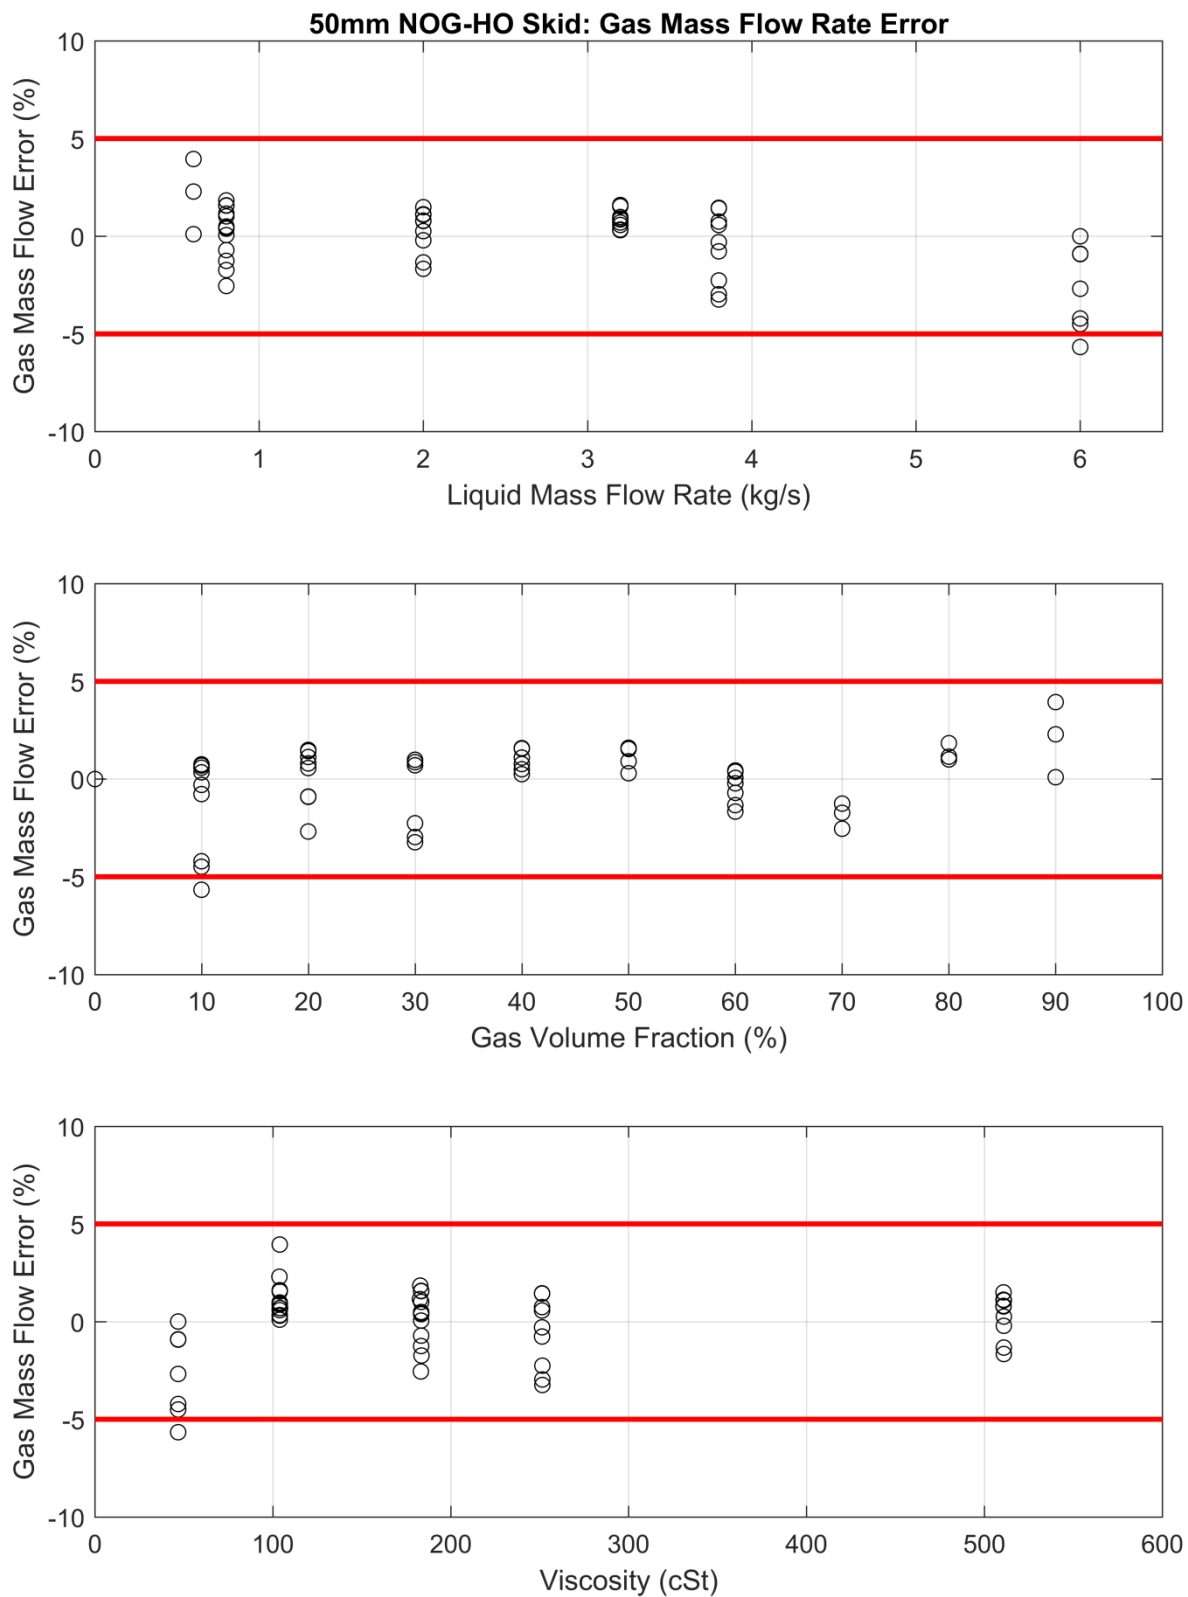 50mm NOG-HO Skid: Gas Mass Flow Rate Error
10
5
0
-5
-10
Gas Mass Flow Error (%)
0 1 2 3 4 5 6
Liquid Mass Flow Rate (kg/s)
10
5
0
-5
-10
Gas Mass Flow Error (%)
0 10 20 30 40 50 60 70 80 90 100
Gas Volume Fraction (%)
10
5
0
-5
-10
Gas Mass Flow Error (%)
0 100 200 300 400 500 600
Viscosity (cSt)